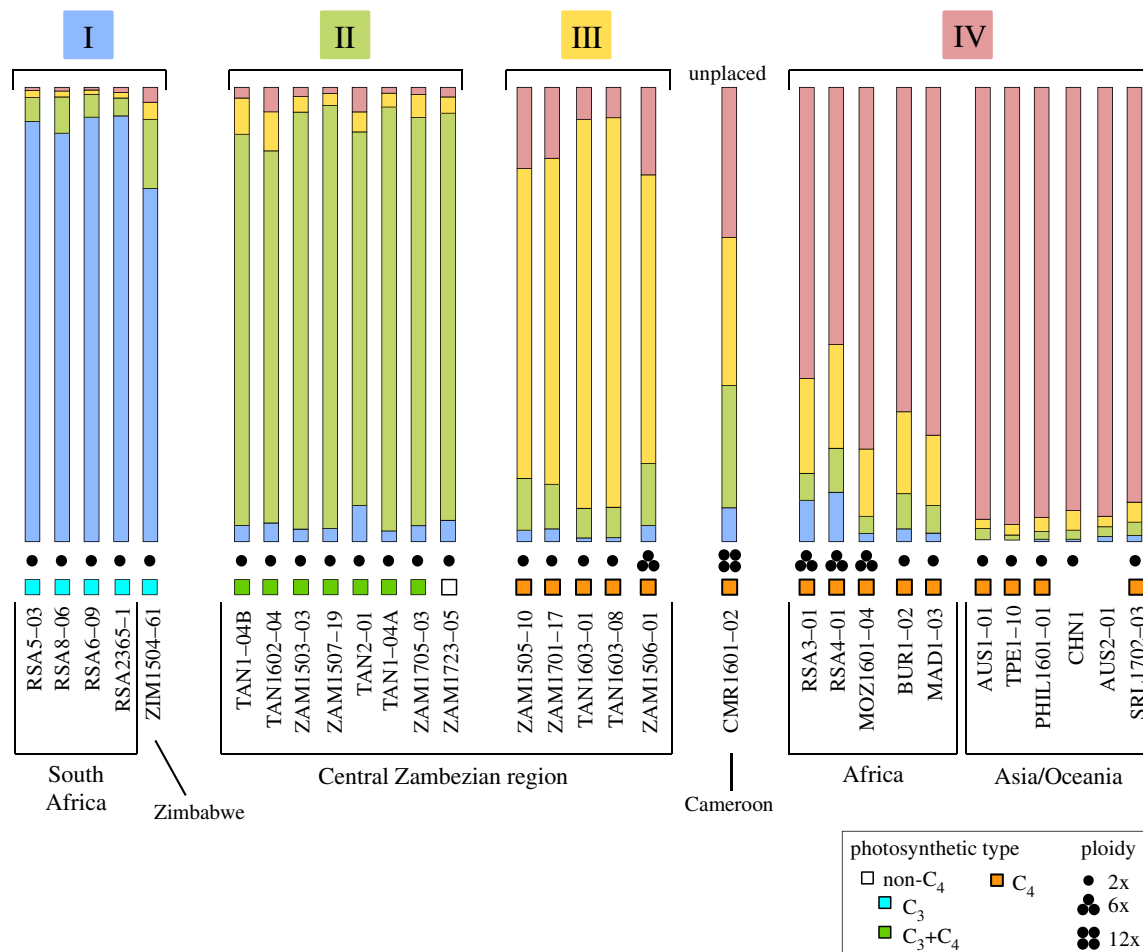 I II III IV
unplaced
RSA5–03
RSA8–06
RSA6–09
RSA2365–1
ZIM1504–61
TAN1–04B
TAN1602–04
ZAM1503–03
ZAM1507–19
TAN2–01
TAN1–04A
ZAM1705–03
ZAM1723–05
ZAM1505–10
ZAM1701–17
TAN1603–01
TAN1603–08
ZAM1506–01
CMR1601–02
RSA3–01
RSA4–01
MOZ1601–04
BUR1–02
MAD1–03
AUS1–01
TPE1–10
PHIL1601–01
CHN1
AUS2–01
SRL1702–03
South
Africa
Zimbabwe
Central Zambezian region
Cameroon
Africa
Asia/Oceania
photosynthetic type ploidy
non-C₄ C₄ 2x
C₃ 6x
C₃+C₄ 12x